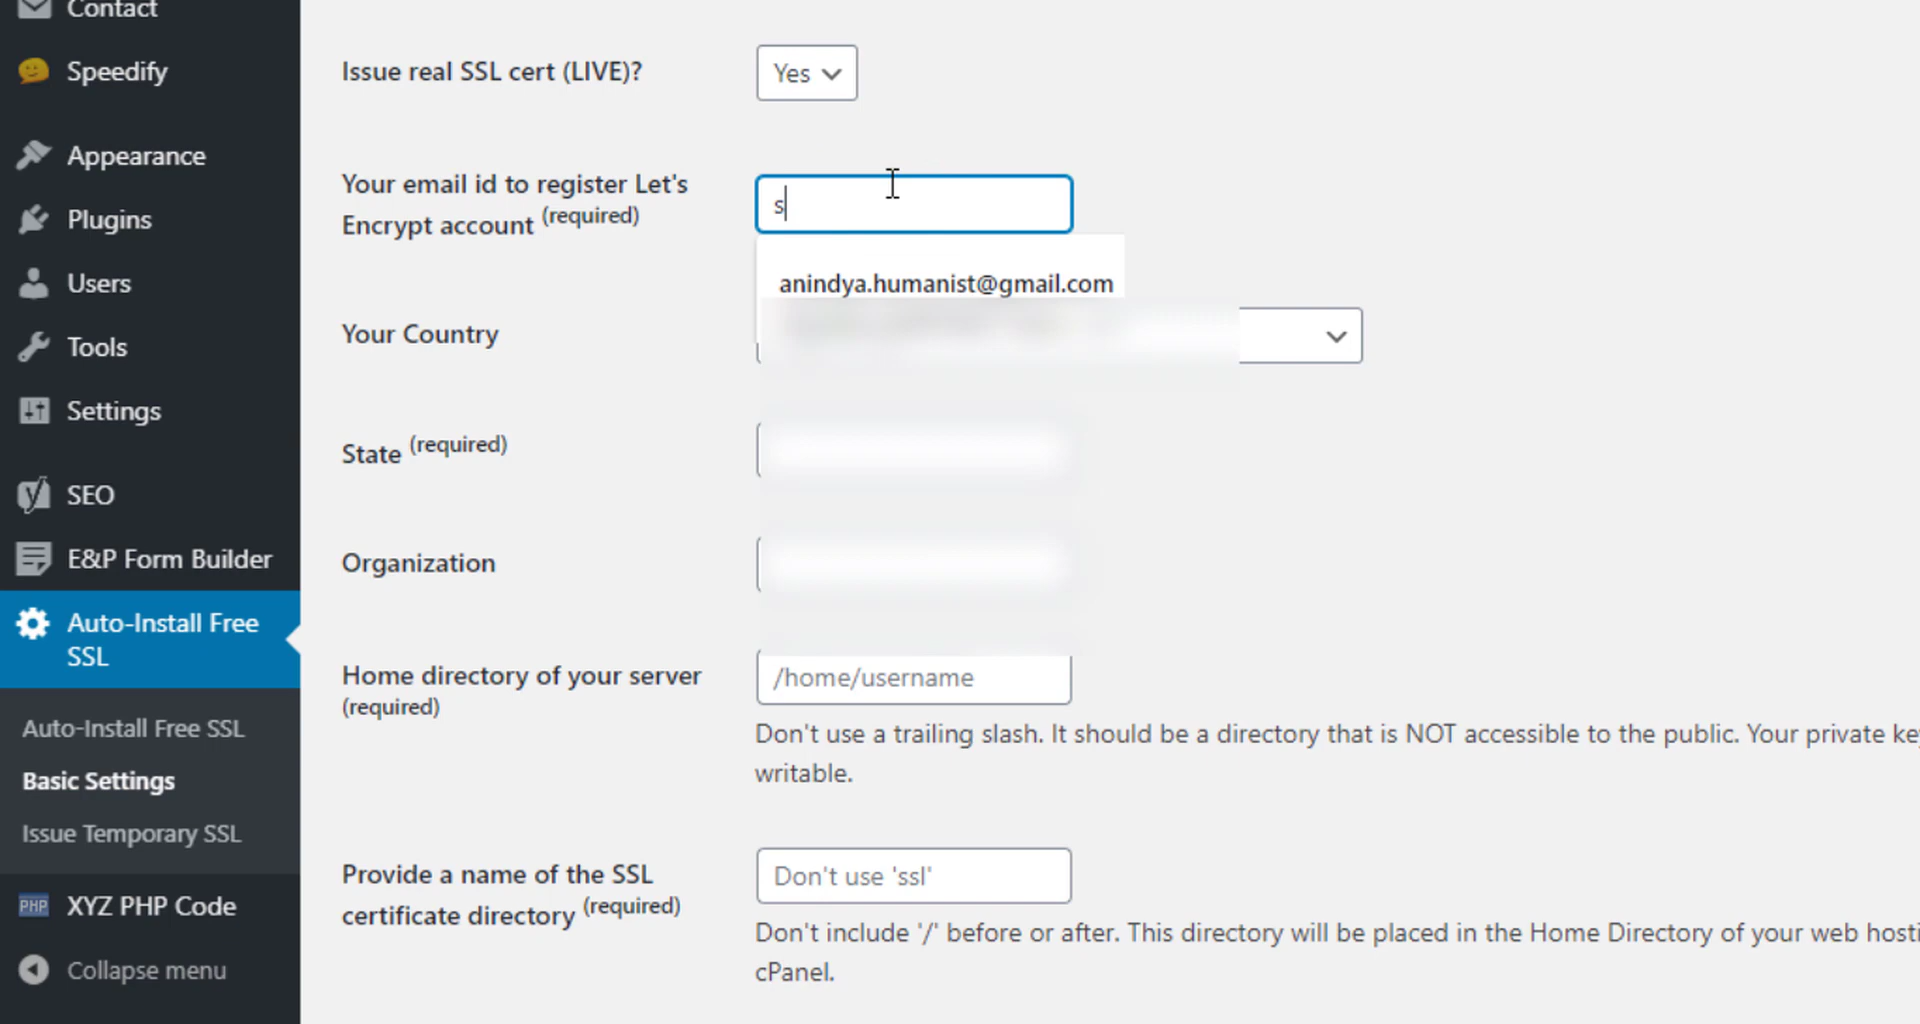 Contact
Speedify
Appearance
Plugins
Users
Tools
Settings
SEO
E&P Form Builder
Auto-Install Free
SSL
Auto-Install Free SSL
Basic Settings
Issue Temporary SSL
PHP XYZ PHP Code
Collapse menu
Issue real SSL cert (LIVE)? Yes
Your email id to register Let's
Encrypt account (required)
s
anindya.humanist@gmail.com
Your Country
State (required)
Organization
Home directory of your server
(required)
/home/username
Don't use a trailing slash. It should be a directory that is NOT accessible to the public. Your private
writable.
Provide a name of the SSL
certificate directory (required)
Don't use 'ssl'
Don't include '/' before or after. This directory will be placed in the Home Directory of your web
cPanel.